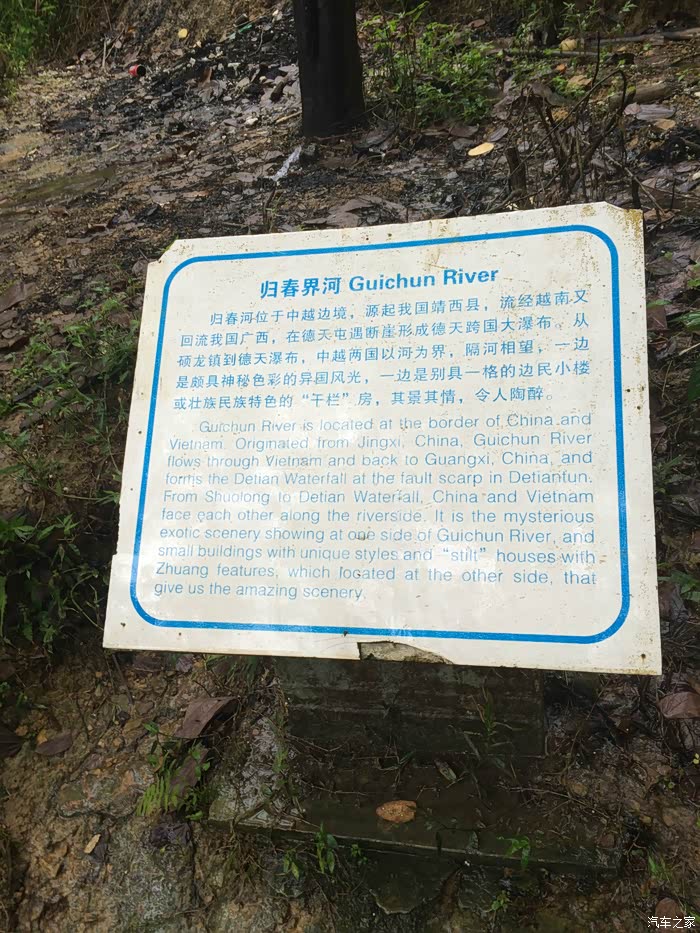 归春界河 Guichun River
归春河位于中越边境，源起我国靖西县，流经越南又
回流我国广西，在德天屯遇断崖形成德天跨国大瀑布。从
硕龙镇到德天瀑布，中越两国以河为界，隔河相望，一边
是颇具神秘色彩的异国风光，一边是别具一格的边民小楼
或壮族民族特色的“干栏”房，其景其情，令人陶醉。
Guichun River is located at the border of China and
Vietnam. Originated from Jingxi, China, Guichun River
flows through Vietnam and back to Guangxi, China, and
forms the Detian Waterfall at the fault scarp in Detiantun.
From Shuolong to Detian Waterfall, China and Vietnam
face each other along the riverside. It is the mysterious
exotic scenery showing at one side of Guichun River, and
small buildings with unique styles and “stilt” houses with
Zhuang features, which located at the other side, that
give us the amazing scenery.
汽车之家